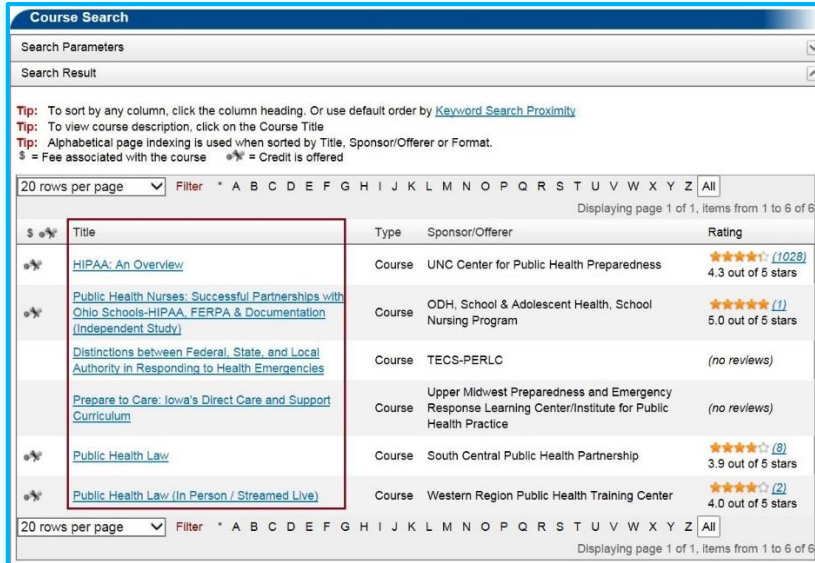 Course Search
Search Parameters
Search Result
Tip: To sort by any column, click the column heading. Or use default order by Keyword Search Proximity
Tip: To view course description, click on the Course Title
Tip: Alphabetical page indexing is used when sorted by Title, Sponsor/Offerer or Format.
$ = Fee associated with the course = Credit is offered
20 rows per page Filter * A B C D E F G H I J K L M N O P Q R S T U V W X Y Z All
Displaying page 1 of 1, items from 1 to 6 of 6
$ Title Type Sponsor/Offerer Rating
HIPAA: An Overview Course UNC Center for Public Health Preparedness (1028)
4.3 out of 5 stars
Public Health Nurses: Successful Partnerships with
Ohio Schools-HIPAA, FERPA & Documentation
(Independent Study)
Course
ODH, School & Adolescent Health, School
Nursing Program
(1)
5.0 out of 5 stars
Distinctions between Federal, State, and Local
Authority in Responding to Health Emergencies
Course TECS-PERLC (no reviews)
Prepare to Care: Iowa's Direct Care and Support
Curriculum
Course
Upper Midwest Preparedness and Emergency
Response Learning Center/Institute for Public
Health Practice
(no reviews)
Public Health Law Course South Central Public Health Partnership (8)
3.9 out of 5 stars
Public Health Law (In Person / Streamed Live) Course Western Region Public Health Training Center (2)
4.0 out of 5 stars
20 rows per page Filter * A B C D E F G H I J K L M N O P Q R S T U V W X Y Z All
Displaying page 1 of 1, items from 1 to 6 of 6